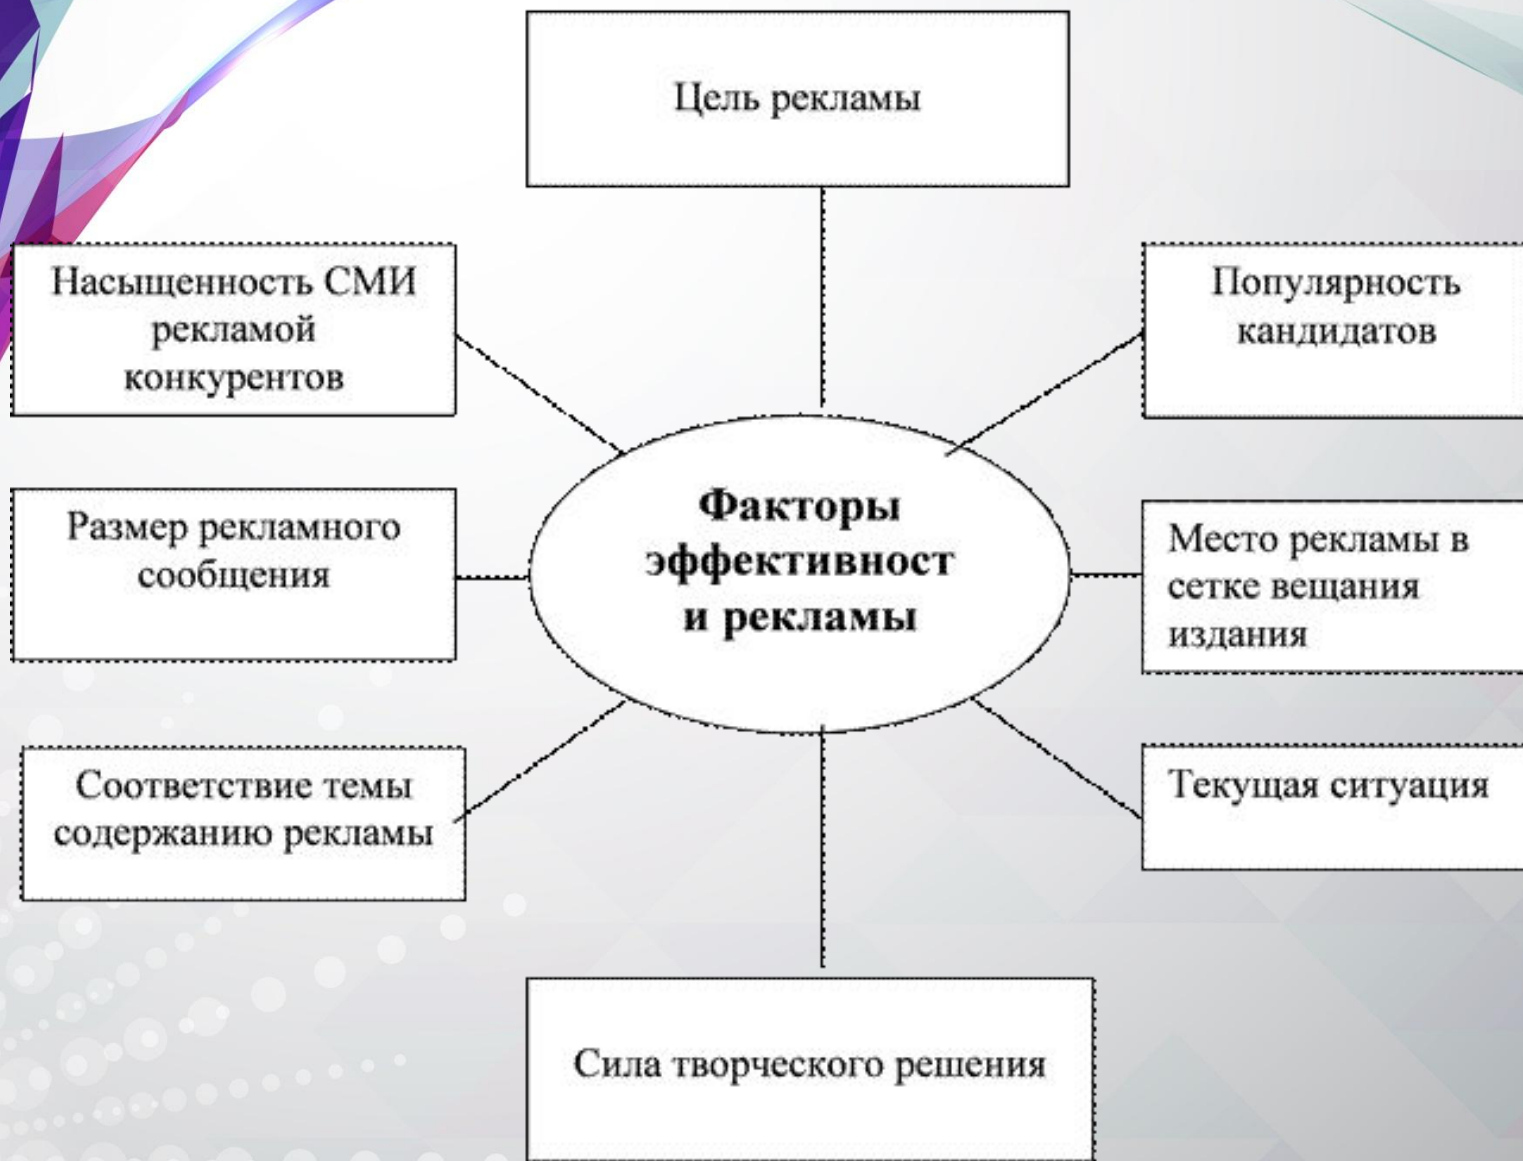 Цель рекламы
Насыщенность СМИ
рекламой
конкурентов
Популярность
кандидатов
Размер рекламного
сообщения
Факторы
эффективност
и рекламы
Место рекламы в
сетке вещания
издания
Соответствие темы
содержанию рекламы
Текущая ситуация
Сила творческого решения